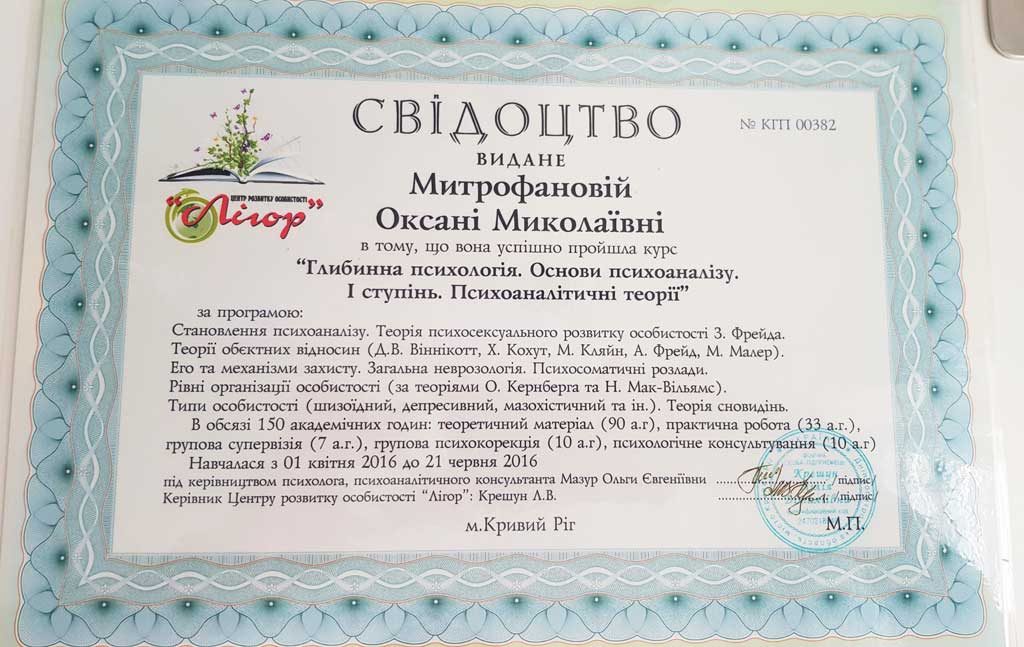 СВІДОЦТВО
№ КГП 00382
ВИДАНЕ
Митрофановій
Оксані Миколаївні
ЦЕНТР РОЗВИТКУ ОСОБИСТОСТІ
“Лігор”
в тому, що вона успішно пройшла курс
“Глибинна психологія. Основи психоаналізу.
І ступінь. Психоаналітичні теорії”
за програмою:
Становлення психоаналізу. Теорія психосексуального розвитку особистості З. Фрейда.
Теорії обєктних відносин (Д.В. Віннікотт, Х. Кохут, М. Кляйн, А. Фрейд, М. Малер).
Его та механізми захисту. Загальна неврозологія. Психосоматичні розлади.
Рівні організації особистості (за теоріями О. Кернберга та Н. Мак-Вільямс).
Типи особистості (шизоїдний, депресивний, мазохістичний та ін.). Теорія сновидінь.
В обсязі 150 академічних годин: теоретичний матеріал (90 а.г), практична робота (33 а.г.),
групова супервізія (7 а.г.), групова психокорекція (10 а.г), психологічне консультування (10 а.г)
Навчалася з 01 квітня 2016 до 21 червня 2016
під керівництвом психолога, психоаналітичного консультанта Мазур Ольги Євгеніївни .................... /підпис/
Керівник Центру розвитку особистості “Лігор”: Крешун Л.В. .................... /підпис/
м.Кривий Ріг
М.П.
Крешун